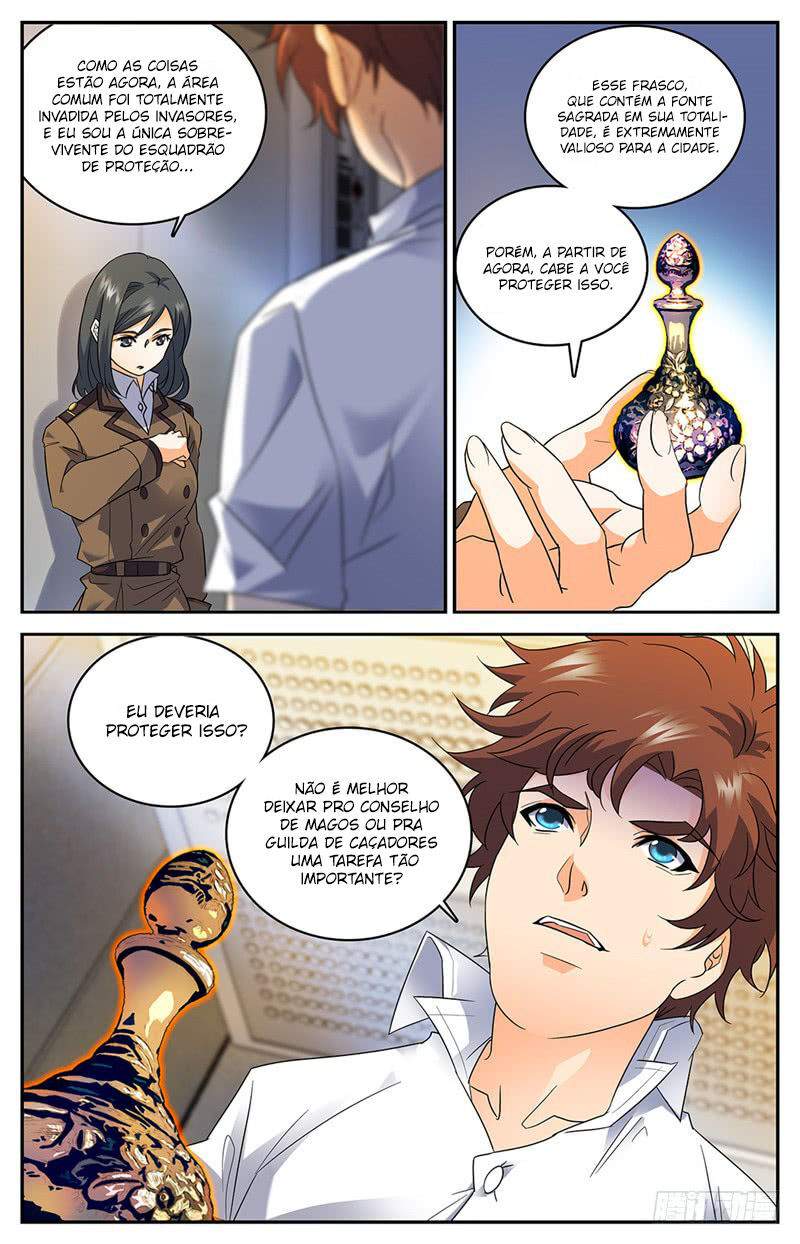 COMO AS COISAS
ESTÃO AGORA, A ÁREA
COMUM FOI TOTALMENTE
INVADIDA PELOS INVASORES,
E EU SOU A ÚNICA SOBRE-
VIVENTE DO ESQUADRÃO
DE PROTEÇÃO...
ESSE FRASCO,
QUE CONTÉM A FONTE
SAGRADA EM SUA TOTALI-
DADE, É EXTREMAMENTE
VALIOSO PARA A CIDADE.
PORÉM, A PARTIR DE
AGORA, CABE A VOCÊ
PROTEGER ISSO.
EU DEVERIA
PROTEGER ISSO?
NÃO É MELHOR
DEIXAR PRO CONSELHO
DE MAGOS OU PRA
GUILDA DE CAÇADORES
UMA TAREFA TÃO
IMPORTANTE?